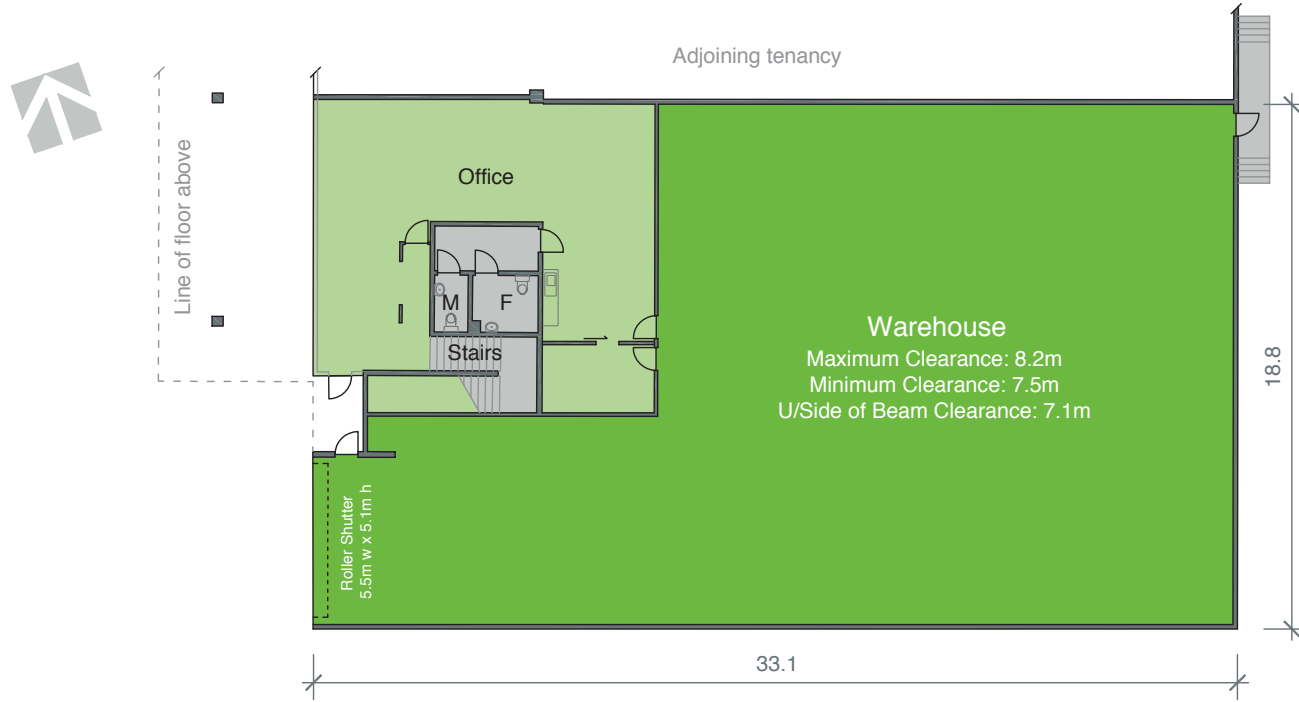 Adjoining tenancy
Line of floor above
Office
M
F
Stairs
Warehouse
Maximum Clearance: 8.2m
Minimum Clearance: 7.5m
U/Side of Beam Clearance: 7.1m
18.8
Roller Shutter
5.5m w x 5.1m h
33.1